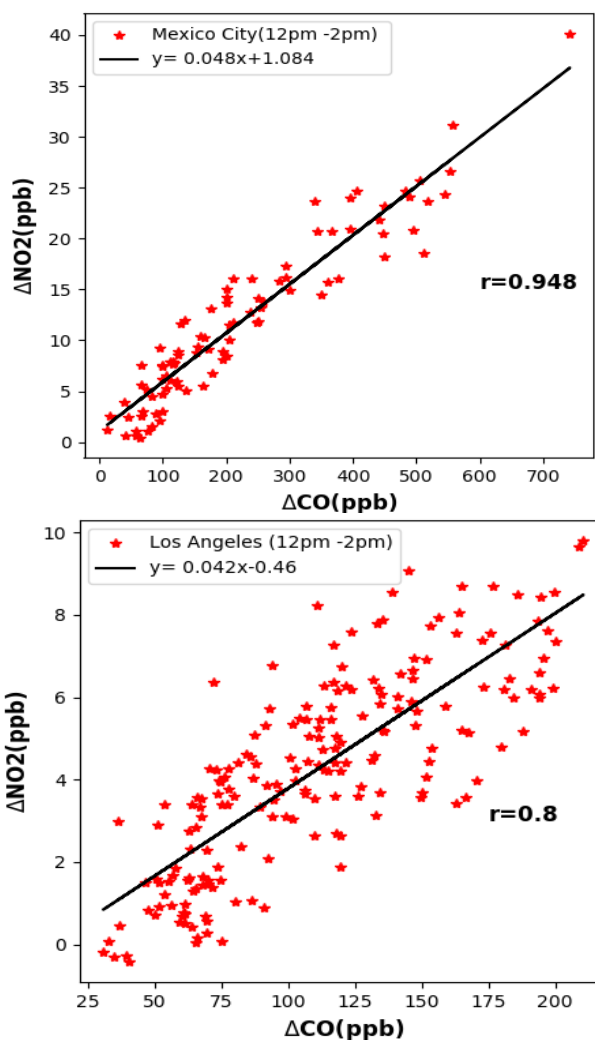 Mexico City(12pm -2pm)
y= 0.048x+1.084
40
35
30
25
20
15
10
5
0
ΔNO2(ppb)
r=0.948
0 100 200 300 400 500 600 700
ΔCO(ppb)
Los Angeles (12pm -2pm)
y= 0.042x-0.46
10
8
6
4
2
0
ΔNO2(ppb)
r=0.8
25 50 75 100 125 150 175 200
ΔCO(ppb)